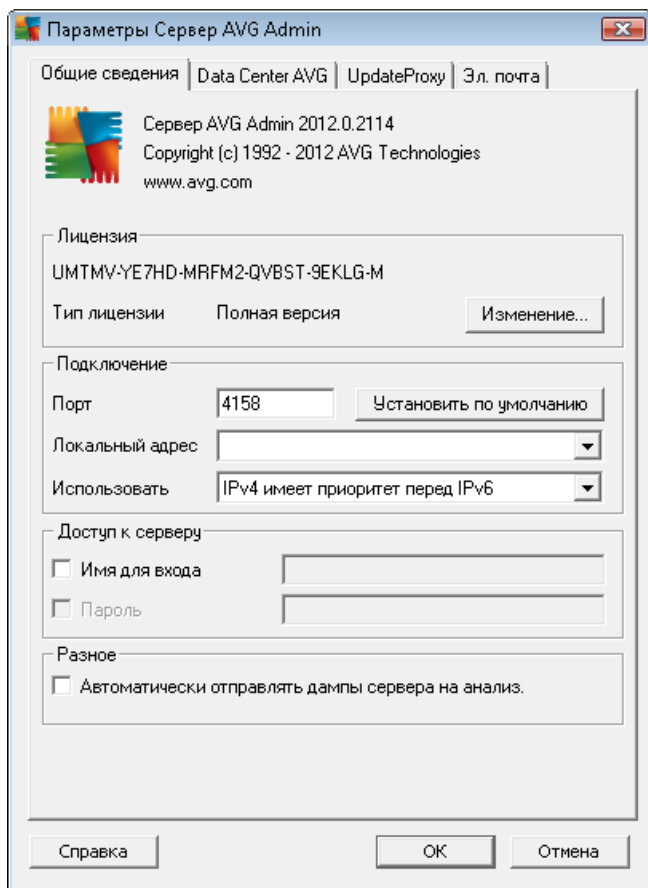 Параметры Сервер AVG Admin
Общие сведения Data Center AVG UpdateProxy Эл. почта
Сервер AVG Admin 2012.0.2114
Copyright (c) 1992 - 2012 AVG Technologies
www.avg.com
Лицензия
UMTMV-YE7HD-MRFM2-QVBST-9EKLG-M
Тип лицензии Полная версия Изменение...
Подключение
Порт 4158 Установить по умолчанию
Локальный адрес
Использовать IPv4 имеет приоритет перед IPv6
Доступ к серверу
Имя для входа
Пароль
Разное
Автоматически отправлять дампы сервера на анализ.
Справка OK Отмена